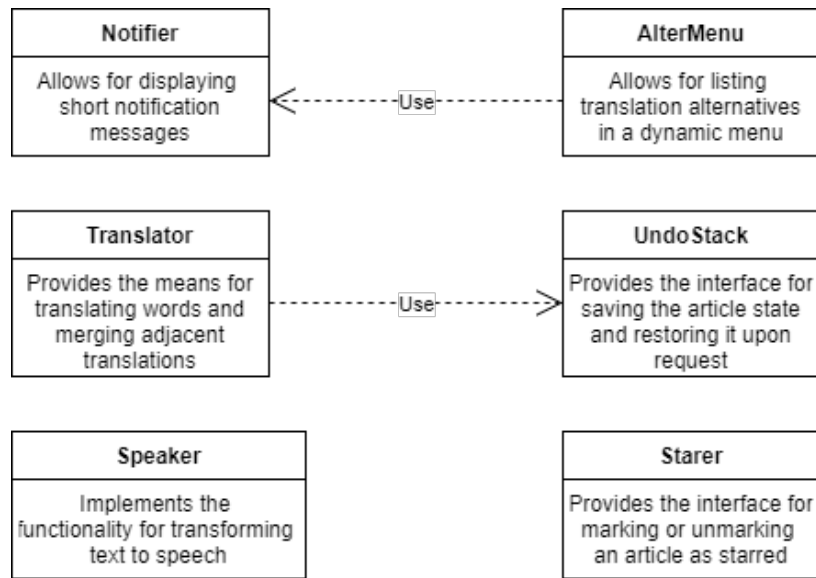 Notifier
Allows for displaying
short notification
messages
Use
AlterMenu
Allows for listing
translation alternatives
in a dynamic menu
Translator
Provides the means for
translating words and
merging adjacent
translations
Use
UndoStack
Provides the interface for
saving the article state
and restoring it upon
request
Speaker
Implements the
functionality for transforming
text to speech
Starer
Provides the interface for
marking or unmarking
an article as starred